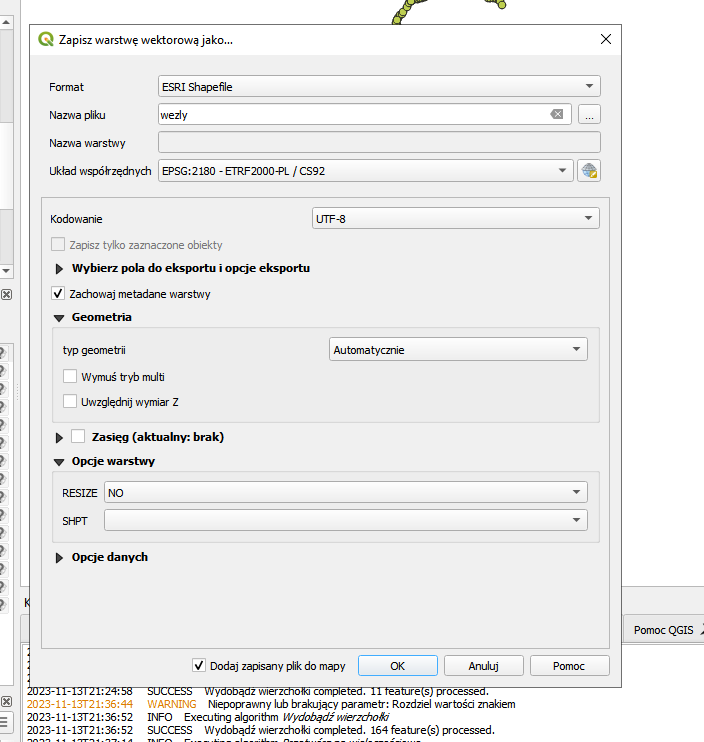 Zapisz warstwę wektorową jako...
Format ESRI Shapefile
Nazwa pliku wezly ...
Nazwa warstwy
Układ współrzędnych EPSG:2180 - ETRF2000-PL / CS92
Kodowanie UTF-8
Zapisz tylko zaznaczone obiekty
Wybierz pola do eksportu i opcje eksportu
Zachowaj metadane warstwy
Geometria
typ geometrii Automatycznie
Wymuś tryb multi
Uwzględnij wymiar Z
Zasięg (aktualny: brak)
Opcje warstwy
RESIZE NO
SHPT
Opcje danych
Pomoc QGIS
Dodaj zapisany plik do mapy OK Anuluj Pomoc
2023-11-13T21:24:58 SUCCESS Wydobądź wierzchołki completed. 11 feature(s) processed.
2023-11-13T21:36:44 WARNING Niepoprawny lub brakujący parametr: Rozdziel wartości znakiem
2023-11-13T21:36:52 INFO Executing algorithm Wydobądź wierzchołki
2023-11-13T21:36:52 SUCCESS Wydobądź wierzchołki completed. 164 feature(s) processed.